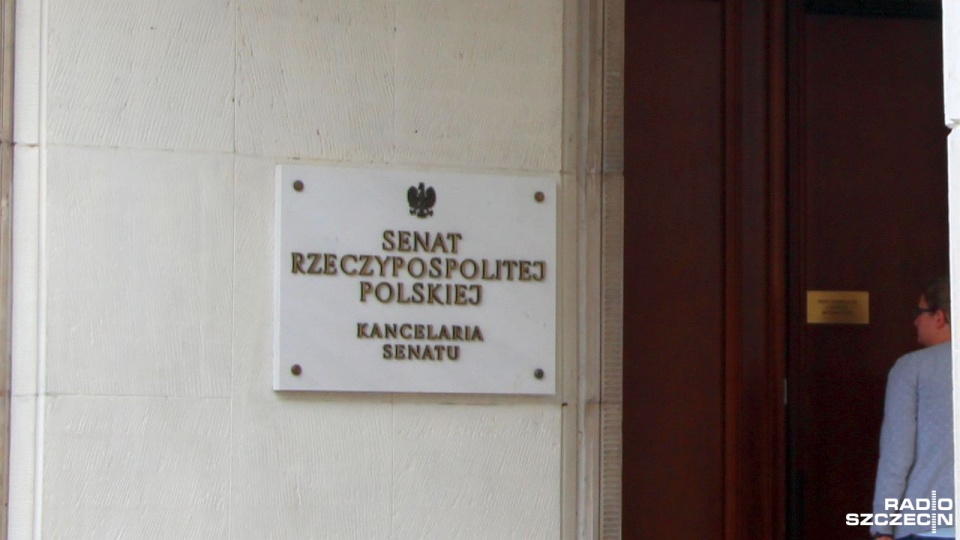 SENAT
RZECZYPOSPOLITEJ
POLSKIEJ
KANCELARIA
SENATU
RADIO
SZCZECIN